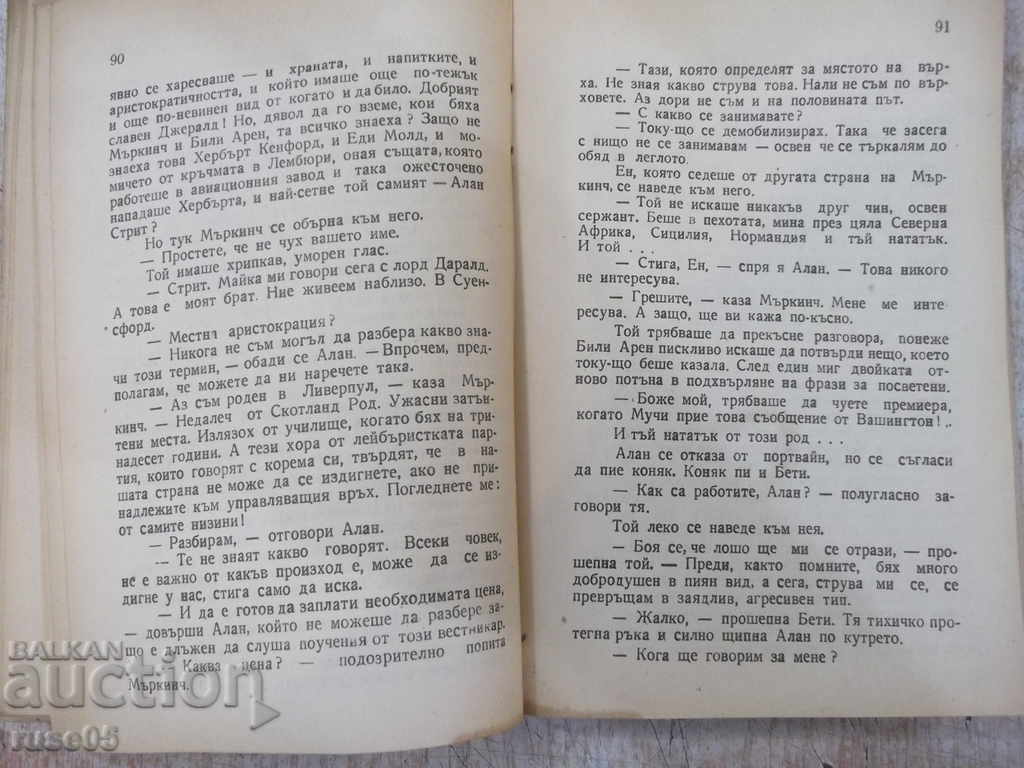 90
явно се харесваше — и храната, и напитките, и
аристократичността, и който имаше още по-тежък
и още по-невинен вид от когато и да било. Добрият
славен Джералд! Но, дявол да го вземе, кои бяха
Мъркинч и Били Арен, та всичко знаеха? Защо не
знаеха това Хербърт Кенфорд, и Еди Молд, и мо-
мичето от кръчмата в Лембюри, оная същата, която
работеше в авиационния завод и така ожесточено
нападаше Хербърта, и най-сетне той самият — Алан
Стрит?
Но тук Мъркинч се обърна към него.
— Простете, че не чух вашето име.
Той имаше хрипкав, уморен глас.
— Стрит. Майка ми говори сега с лорд Даралд.
А това е моят брат. Ние живеем наблизо. В Суен-
сфорд.
— Местна аристокрация?
— Никога не съм могъл да разбера какво зна-
чи този термин, — обади се Алан. — Впрочем, пред-
полагам, че можете да ни наречете така.
— Аз съм роден в Ливерпул, — каза Мър-
кинч. — Недалеч от Скотланд Род. Ужасни затън-
тени места. Излязох от училище, когато бях на три-
надесет години. А тези хора от лейбъристката пар-
тия, които говорят с корема си, твърдят, че в на-
шата страна не може да се издигнете, ако не при-
надлежите към управляващия връх. Погледнете ме:
от самите низини!
— Разбирам, — отговори Алан.
— Те не знаят какво говорят. Всеки човек,
не е важно от какъв произход е, може да се из-
дигне у нас, стига само да иска.
— И да е готов да заплати необходимата цена,
— довърши Алан, който не можеше да разбере за-
що е длъжен да слуша поучения от този вестникар.
— Каква цена? — подозрително попита
Мъркинч.
91
— Тази, която определят за мястото на вър-
ха. Не зная какво струва това. Нали не съм по вър-
ховете. Аз дори не съм и на половината път.
— С какво се занимавате?
— Току-що се демобилизирах. Така че засега
с нищо не се занимавам — освен че се търкалям до
обяд в леглото.
Ен, която седеше от другата страна на Мър-
кинч, се наведе към него.
— Той не искаше никакъв друг чин, освен
сержант. Беше в пехотата, мина през цяла Северна
Африка, Сицилия, Нормандия и тъй нататък.
И той . . .
— Стига, Ен, — спря я Алан. — Това никого
не интересува.
— Грешите, — каза Мъркинч. Мене ме инте
ресува. А защо, ще ви кажа по-късно.
Той трябваше да прекъсне разговора, понеже
Били Арен пискливо искаше да потвърди нещо, което
току-що беше казала. След един миг двойката от-
ново потъна в подхвърляне на фрази за посветени.
— Боже мой, трябваше да чуете премиера,
когато Мучи прие това съобщение от Вашингтон!..
И тъй нататък от този род . . .
Алан се отказа от портвайн, но се съгласи
да пие коняк. Коняк пи и Бети.
— Как са работите, Алан? — полугласно за-
говори тя.
Той леко се наведе към нея.
— Боя се, че лошо ще ми се отрази, — про-
шепна той. — Преди, както помните, бях много
добродушен в пиян вид, а сега, струва ми се, се
превръщам в заядлив, агресивен тип.
— Жалко, — прошепна Бети. Тя тихичко про-
тегна ръка и силно щипна Алан по кутрето.
— Кога ще говорим за мене?
BALKAN
auction
ruse05